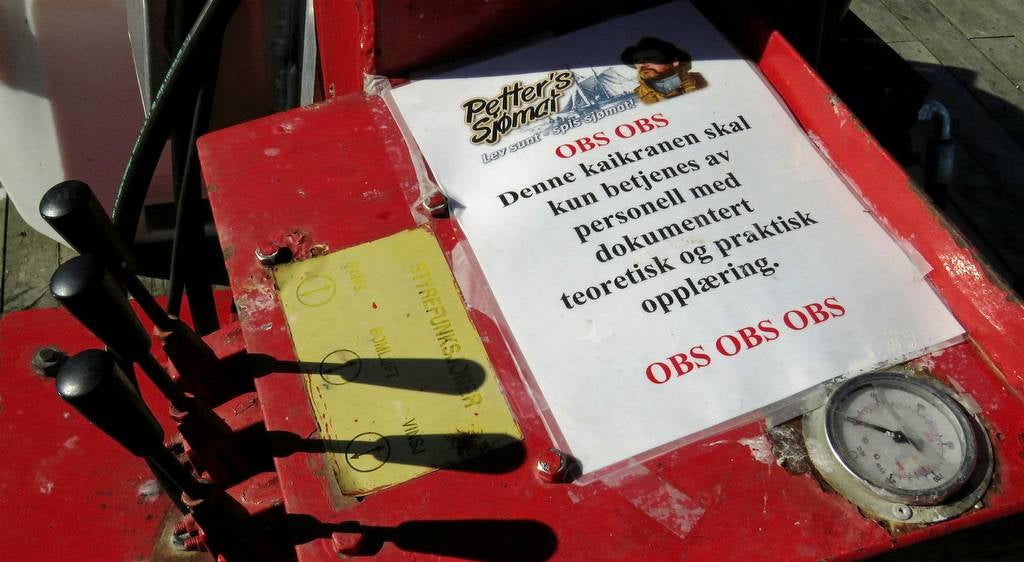 Petter's
Sjømat
Lev sunt - spis sjømat!
OBS OBS
Denne kaikranen skal
kun betjenes av
personell med
dokumentert
teoretisk og praktisk
opplæring.
OBS OBS OBS
STYREFUNKSJONER
BOMLIFT
VINSJ